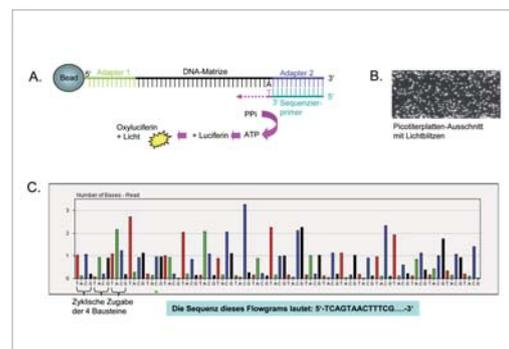 A.
Bead
5'
Adapter 1
DNA-Matrize
Adapter 2
3'
A
T
3' Sequenzier-
primer
5'
PPi
Oxyluciferin
+ Licht
+ Luciferin
ATP
B.
Picotiterplatten-Ausschnitt
mit Lichtblitzen
C.
Number of Bases - Read
3
2
1
0
Zyklische Zugabe
der 4 Bausteine
Die Sequenz dieses Flowgrams lautet: 5'-TCAGTAACTTTCG....-3'